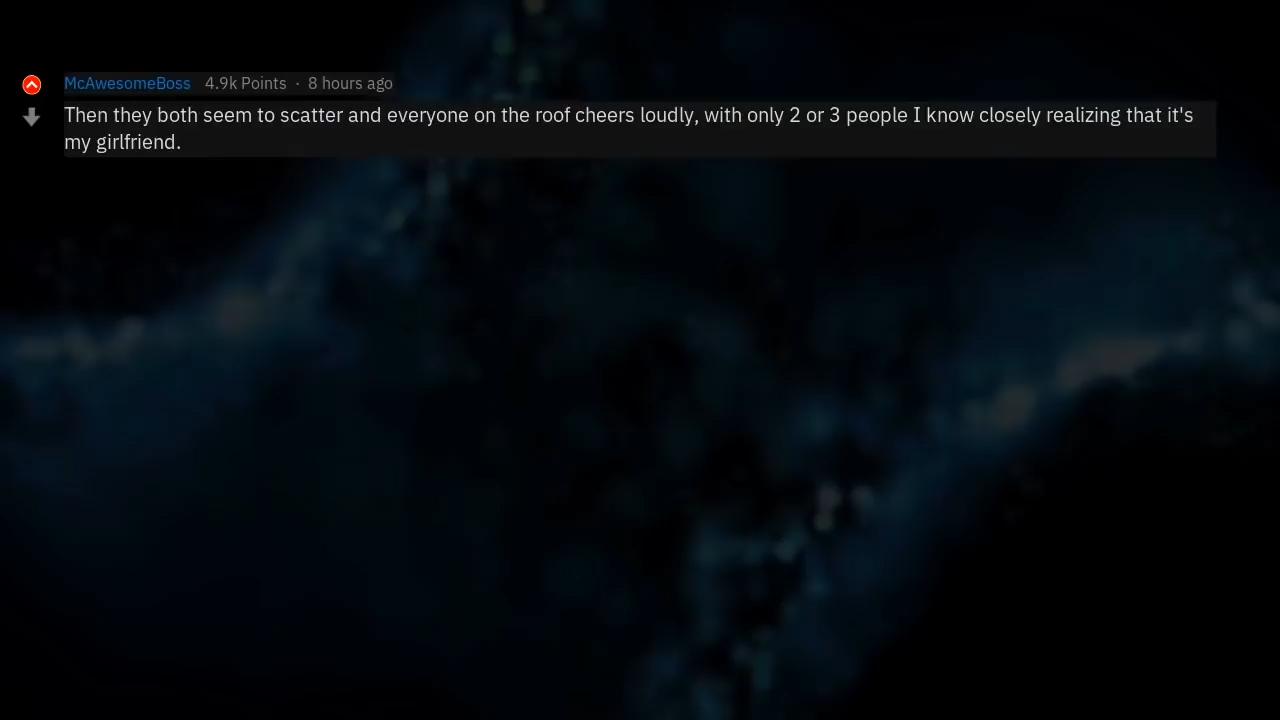 McAwesomeBoss 4.9k Points · 8 hours ago
Then they both seem to scatter and everyone on the roof cheers loudly, with only 2 or 3 people I know closely realizing that it's
my girlfriend.